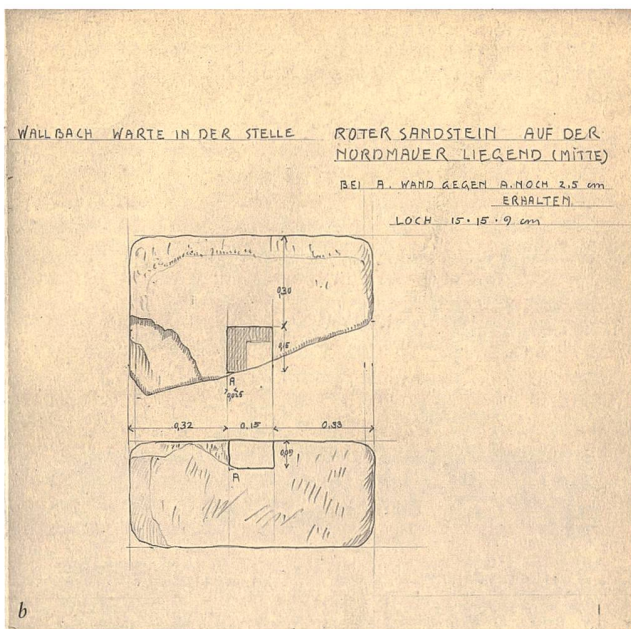 WALLBACH WARTE IN DER STELLE
ROTER SANDSTEIN AUF DER
NORDMAUER LIEGEND (MITTE)
BEI A. WAND GEGEN A. NOCH 2,5 cm
ERHALTEN.
LOCH 15 · 15 · 9 cm
0,30
0,15
A
0,025
0,32 0.15 0.33
0,09
A
b